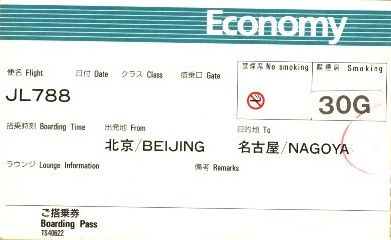 Economy
禁煙席 No smoking 喫煙席 Smoking
便名 Flight 日付 Date クラス Class 搭乗口 Gate
JL788 30G
搭乗時刻 Boarding Time 出発地 From 目的地 To
北京/BEIJING 名古屋/NAGOYA
ラウンジ Lounge Information 備考 Remarks
ご搭乗券
Boarding Pass
TS40622